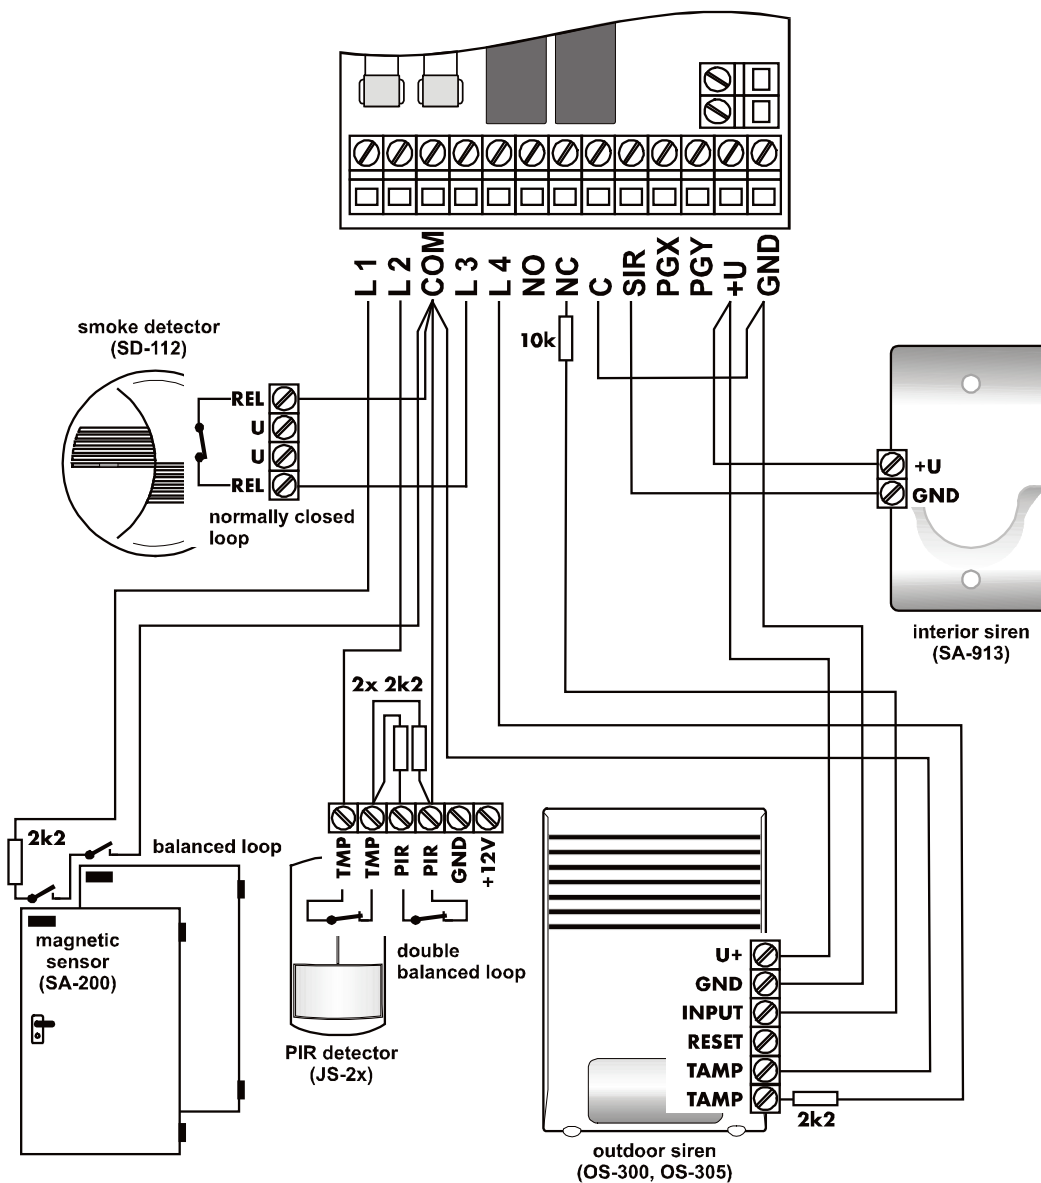 L 1
L 2
COM
L 3
L 4
NO
NC
C
SIR
PGX
PGY
+U
GND
smoke detector
(SD-112)
10k
REL
U
U
REL
normally closed
loop
+U
GND
interior siren
(SA-913)
2x 2k2
2k2
balanced loop
TMP
TMP
PIR
PIR
GND
+12V
magnetic
sensor
(SA-200)
double
balanced loop
PIR detector
(JS-2x)
U+
GND
INPUT
RESET
TAMP
TAMP
2k2
outdoor siren
(OS-300, OS-305)